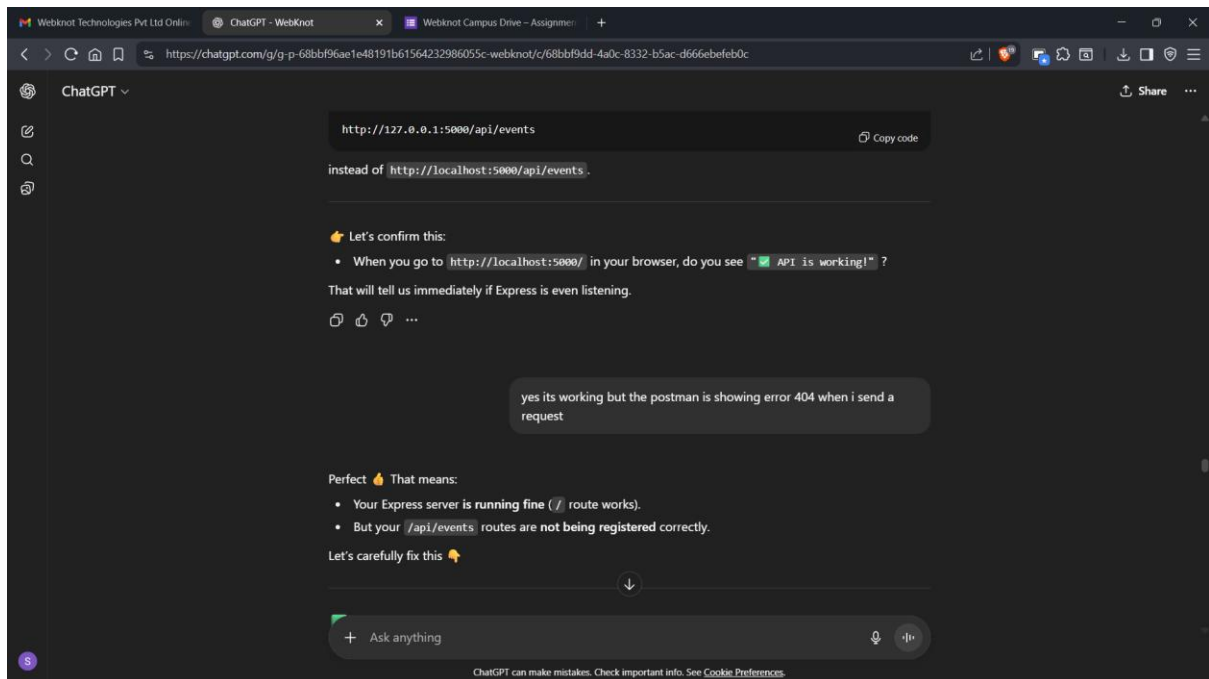 Webknot Technologies Pvt Ltd Onlin
ChatGPT - WebKnot
Webknot Campus Drive – Assignmen
https://chatgpt.com/g/g-p-68bbf96ae1e48191b61564232986055c-webknot/c/68bbf9dd-4a0c-8332-b5ac-d666ebefeb0c
ChatGPT
Share
http://127.0.0.1:5000/api/events
Copy code
instead of http://localhost:5000/api/events.
👉 Let's confirm this:
• When you go to http://localhost:5000/ in your browser, do you see "✅ API is working!" ?
That will tell us immediately if Express is even listening.
yes its working but the postman is showing error 404 when i send a
request
Perfect 👍 That means:
• Your Express server is running fine ( / route works).
• But your /api/events routes are not being registered correctly.
Let's carefully fix this 👇
Ask anything
S
ChatGPT can make mistakes. Check important info. See Cookie Preferences.